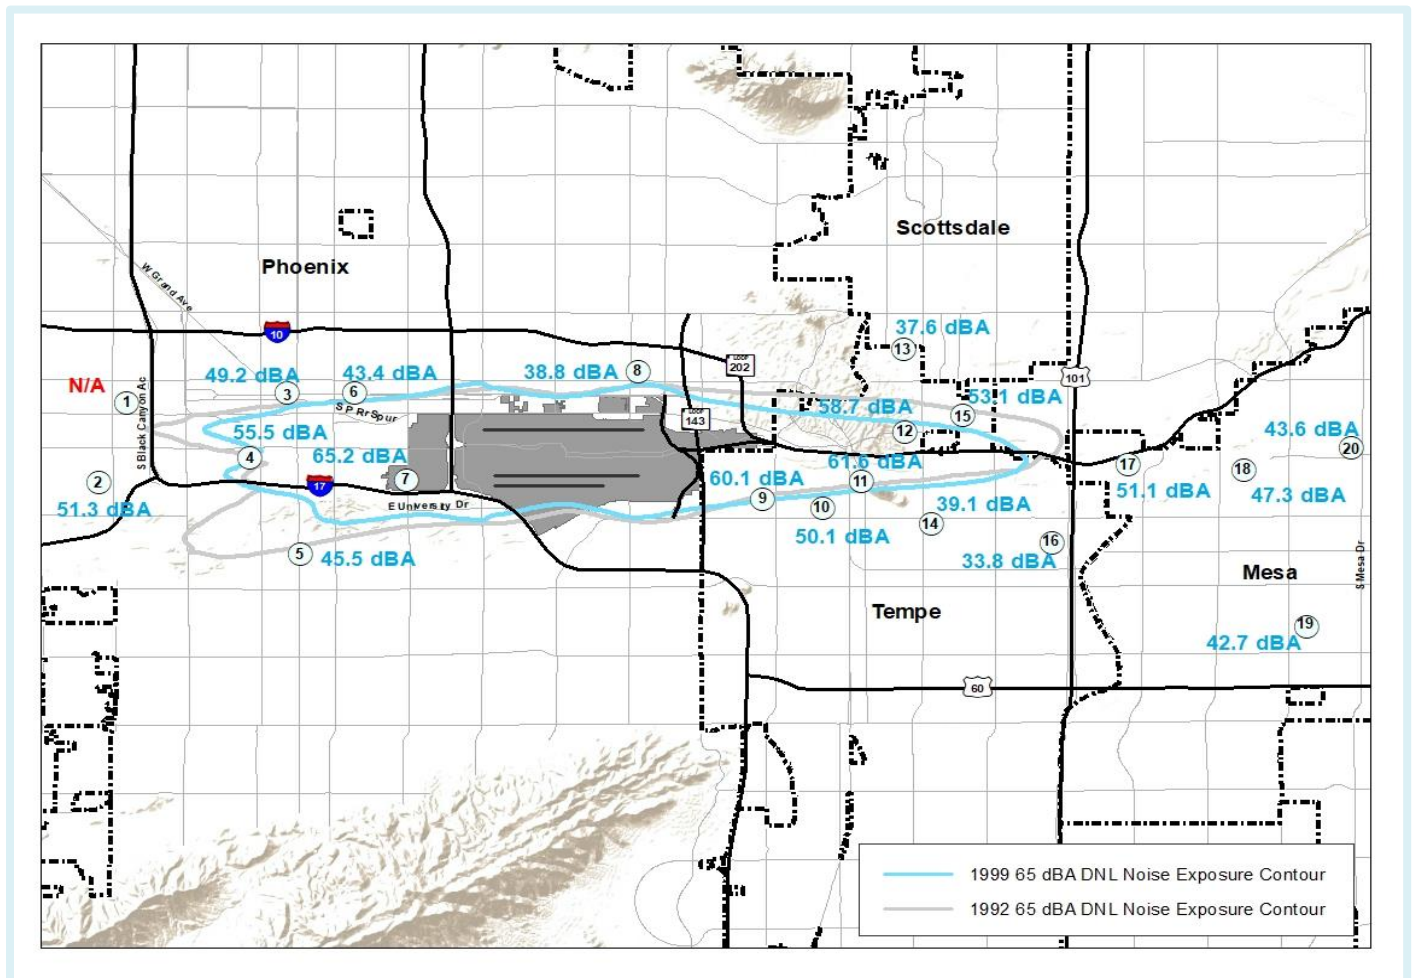 Scottsdale
Phoenix
W Grand Ave
10
37.6 dBA
13
LOOP
202
N/A
1
S Black Canyon Ac
49.2 dBA
3
43.4 dBA
6
38.8 dBA
8
101
S P Rr Spur
LOOP
143
58.7 dBA
12
53.1 dBA
15
55.5 dBA
4
65.2 dBA
7
17
2
51.3 dBA
E University Dr
60.1 dBA
9
61.6 dBA
11
10
50.1 dBA
39.1 dBA
14
16
33.8 dBA
17
51.1 dBA
18
47.3 dBA
43.6 dBA
20
5
45.5 dBA
S Mesa Dr
Mesa
Tempe
19
42.7 dBA
60
1999 65 dBA DNL Noise Exposure Contour
1992 65 dBA DNL Noise Exposure Contour